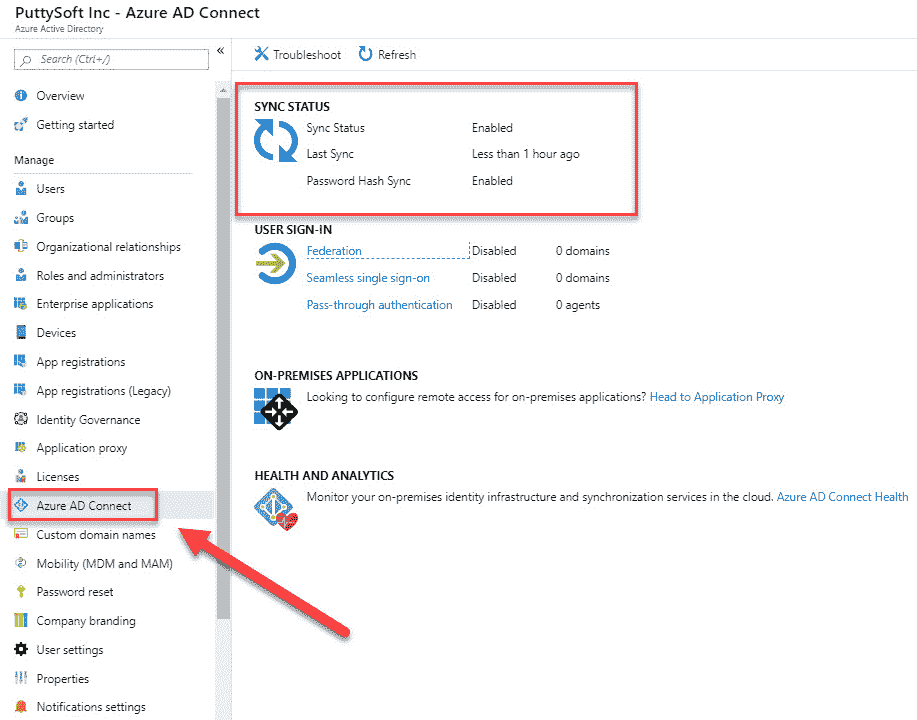 PuttySoft Inc - Azure AD Connect
Azure Active Directory
Search (Ctrl+/)
«
Overview
Getting started
Manage
Users
Groups
Organizational relationships
Roles and administrators
Enterprise applications
Devices
App registrations
App registrations (Legacy)
Identity Governance
Application proxy
Licenses
Azure AD Connect
Custom domain names
Mobility (MDM and MAM)
Password reset
Company branding
User settings
Properties
Notifications settings
Troubleshoot Refresh
SYNC STATUS
Sync Status Enabled
Last Sync Less than 1 hour ago
Password Hash Sync Enabled
USER SIGN-IN
Federation Disabled 0 domains
Seamless single sign-on Disabled 0 domains
Pass-through authentication Disabled 0 agents
ON-PREMISES APPLICATIONS
Looking to configure remote access for on-premises applications? Head to Application Proxy
HEALTH AND ANALYTICS
Monitor your on-premises identity infrastructure and synchronization services in the cloud. Azure AD Connect Health